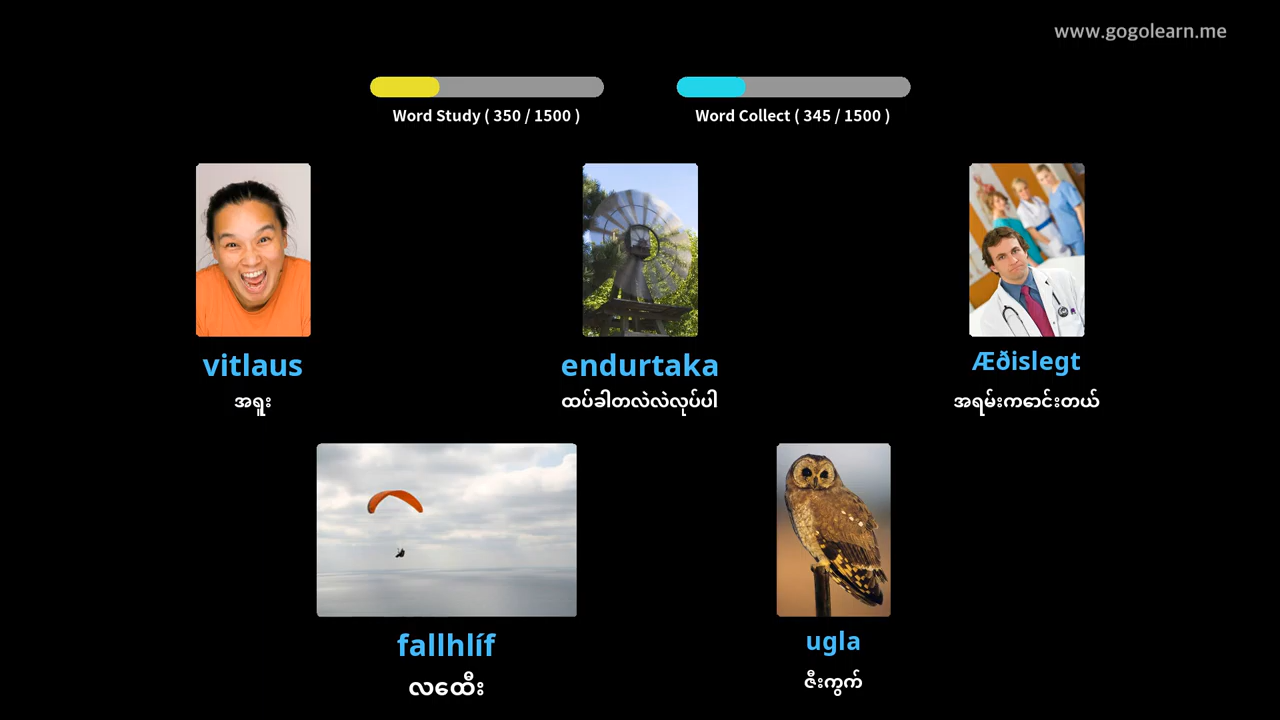 www.gogolearn.me
Word Study ( 350 / 1500 )
Word Collect ( 345 / 1500 )
vitlaus
အရူး
endurtaka
ထပ်ခါတလဲလဲလုပ်ပါ
Æðislegt
အရမ်းကောင်းတယ်
fallhlíf
လေထီး
ugla
ဇီးကွက်